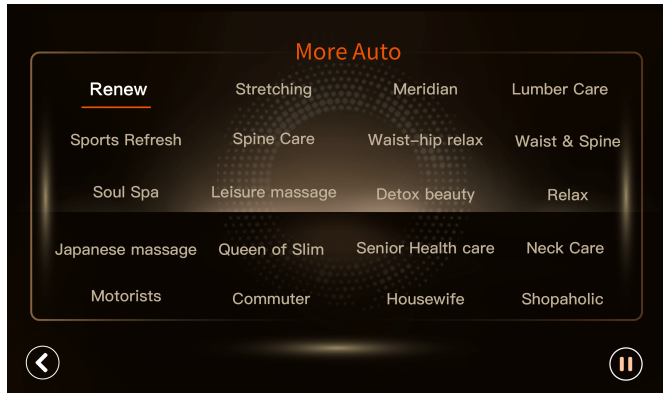 More Auto
Renew Stretching Meridian Lumber Care
Sports Refresh Spine Care Waist-hip relax Waist & Spine
Soul Spa Leisure massage Detox beauty Relax
Japanese massage Queen of Slim Senior Health care Neck Care
Motorists Commuter Housewife Shopaholic